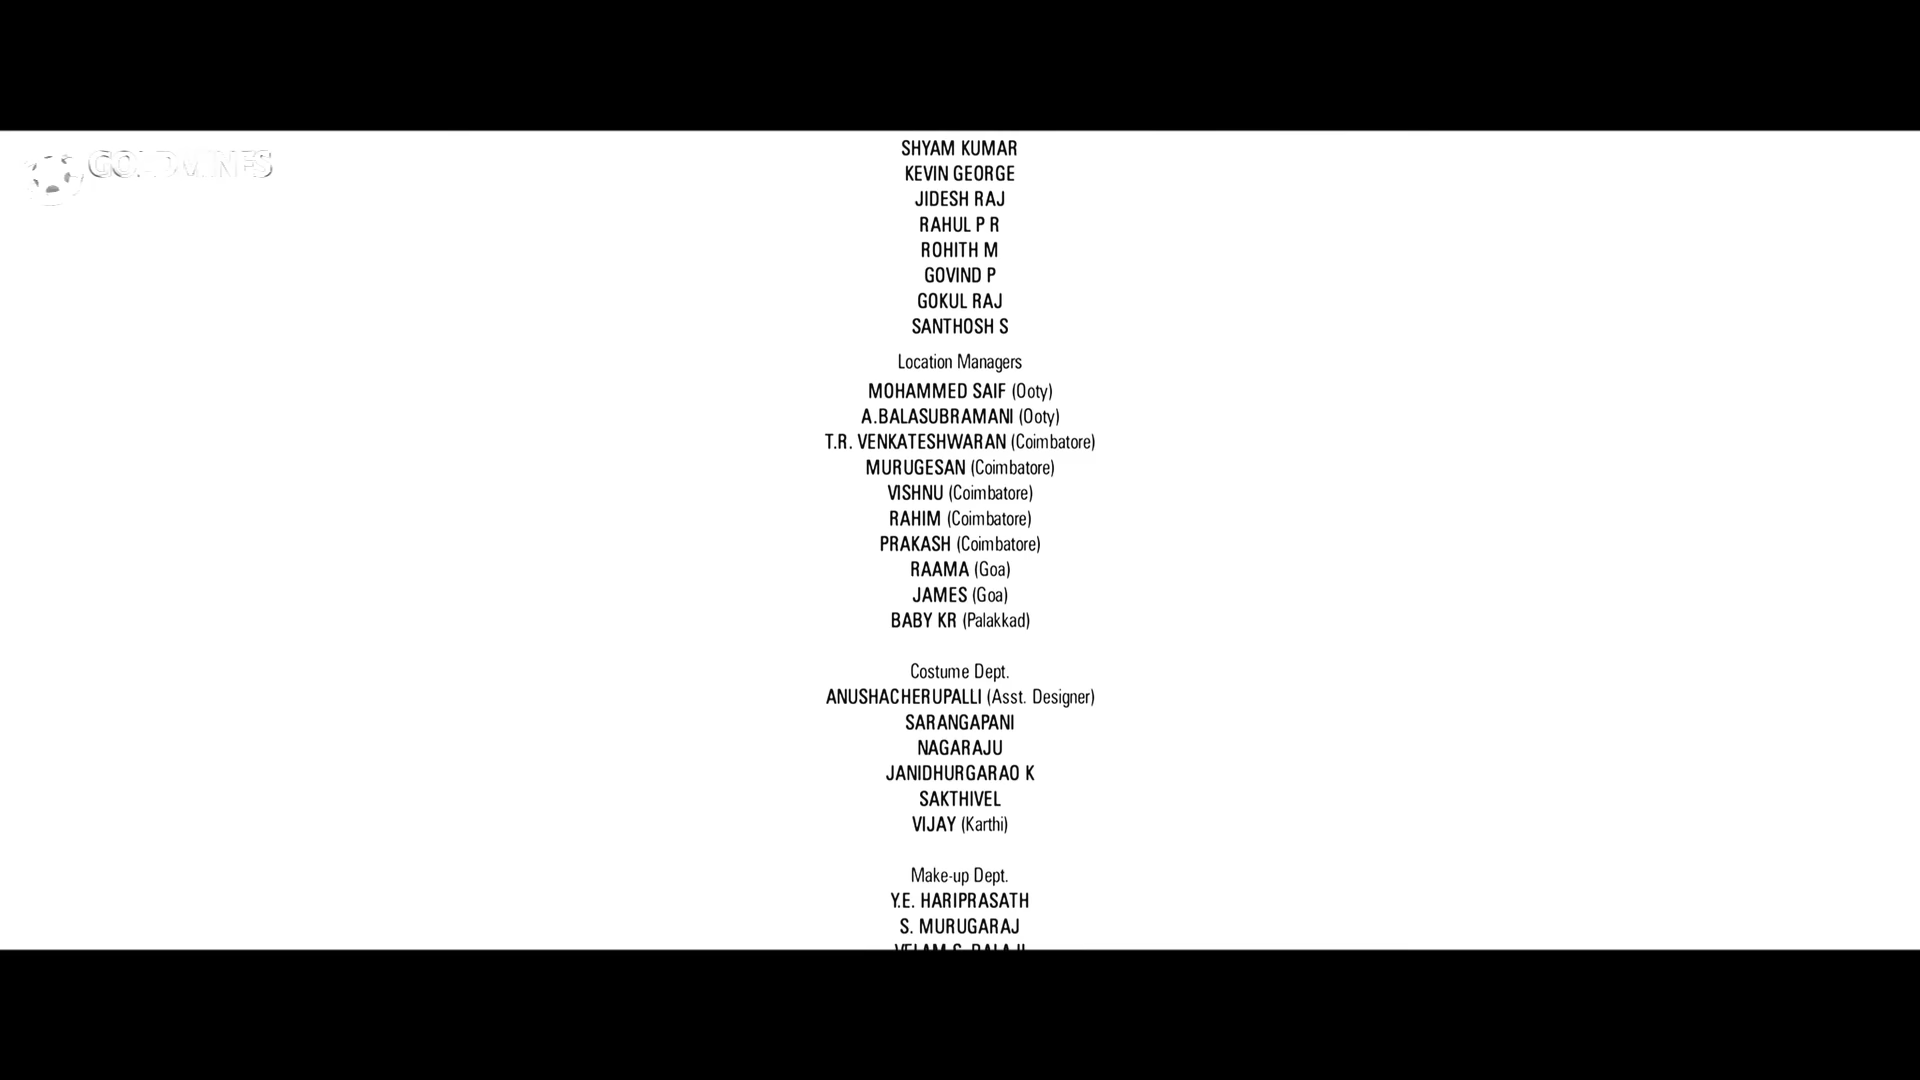 GOLDMINES
SHYAM KUMAR
KEVIN GEORGE
JIDESH RAJ
RAHUL P R
ROHITH M
GOVIND P
GOKUL RAJ
SANTHOSH S
Location Managers
MOHAMMED SAIF (Ooty)
A.BALASUBRAMANI (Ooty)
T.R. VENKATESHWARAN (Coimbatore)
MURUGESAN (Coimbatore)
VISHNU (Coimbatore)
RAHIM (Coimbatore)
PRAKASH (Coimbatore)
RAAMA (Goa)
JAMES (Goa)
BABY KR (Palakkad)
Costume Dept.
ANUSHACHERUPALLI (Asst. Designer)
SARANGAPANI
NAGARAJU
JANIDHURGARAO K
SAKTHIVEL
VIJAY (Karthi)
Make-up Dept.
Y.E. HARIPRASATH
S. MURUGARAJ